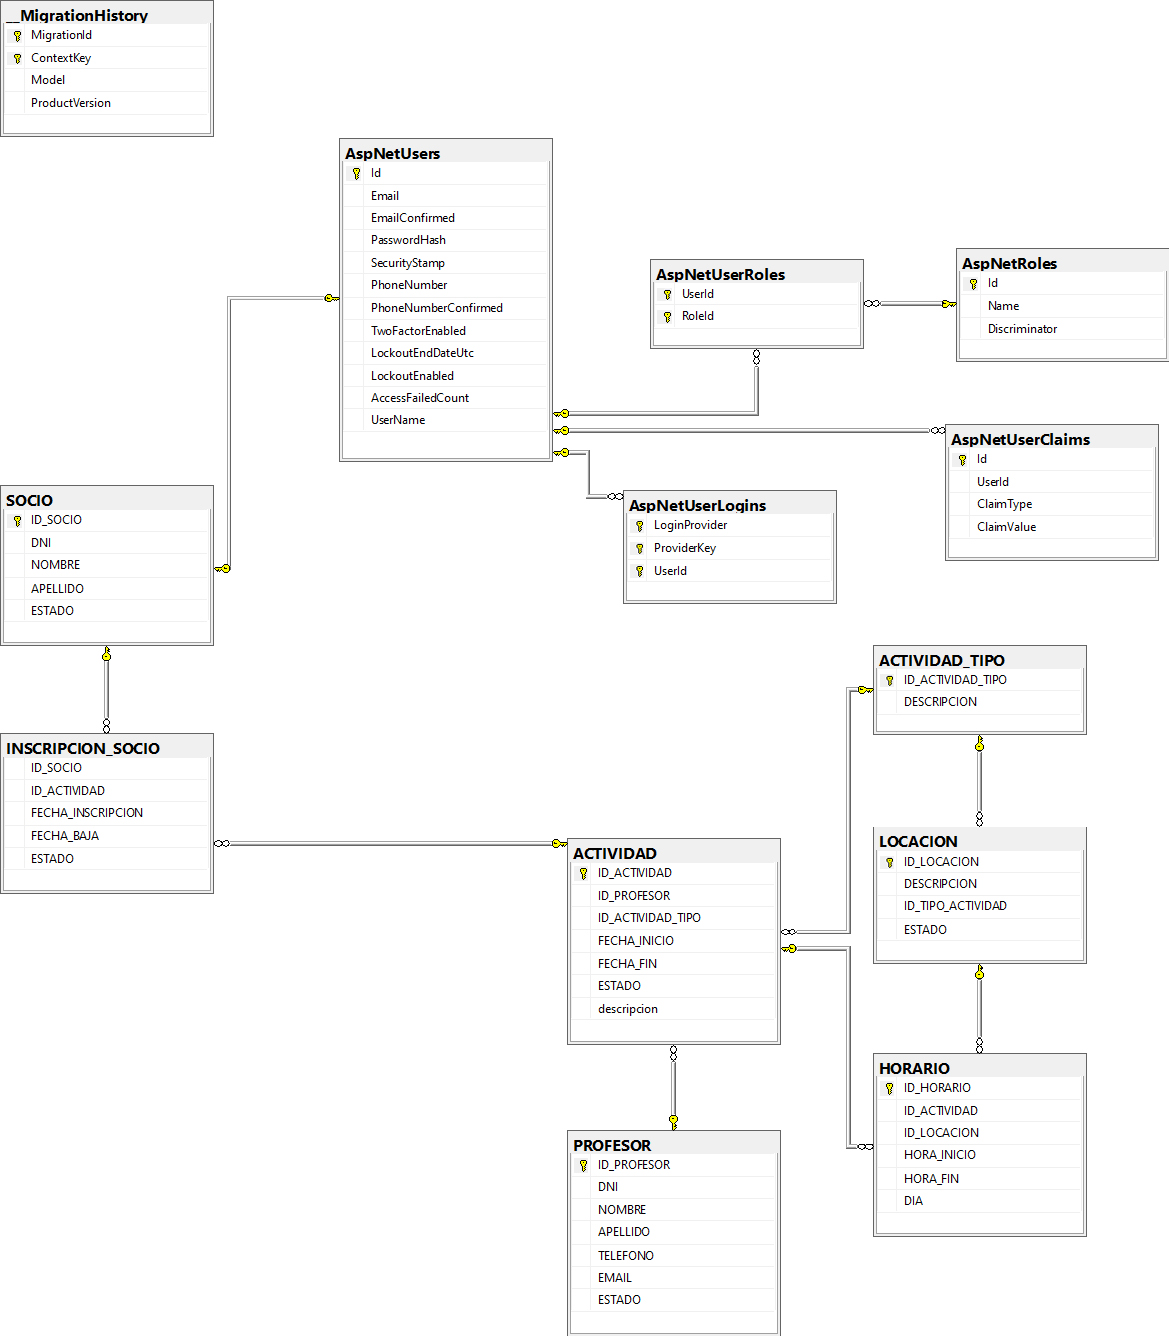 __MigrationHistory
MigrationId
ContextKey
Model
ProductVersion
AspNetUsers
Id
Email
EmailConfirmed
PasswordHash
SecurityStamp
PhoneNumber
PhoneNumberConfirmed
TwoFactorEnabled
LockoutEndDateUtc
LockoutEnabled
AccessFailedCount
UserName
AspNetUserRoles
UserId
RoleId
AspNetRoles
Id
Name
Discriminator
AspNetUserClaims
Id
UserId
ClaimType
ClaimValue
AspNetUserLogins
LoginProvider
ProviderKey
UserId
SOCIO
ID_SOCIO
DNI
NOMBRE
APELLIDO
ESTADO
INSCRIPCION_SOCIO
ID_SOCIO
ID_ACTIVIDAD
FECHA_INSCRIPCION
FECHA_BAJA
ESTADO
ACTIVIDAD_TIPO
ID_ACTIVIDAD_TIPO
DESCRIPCION
LOCACION
ID_LOCACION
DESCRIPCION
ID_TIPO_ACTIVIDAD
ESTADO
ACTIVIDAD
ID_ACTIVIDAD
ID_PROFESOR
ID_ACTIVIDAD_TIPO
FECHA_INICIO
FECHA_FIN
ESTADO
descripcion
HORARIO
ID_HORARIO
ID_ACTIVIDAD
ID_LOCACION
HORA_INICIO
HORA_FIN
DIA
PROFESOR
ID_PROFESOR
DNI
NOMBRE
APELLIDO
TELEFONO
EMAIL
ESTADO